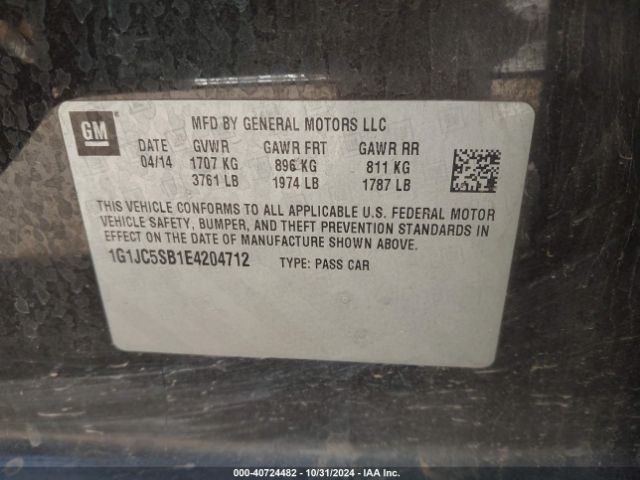 GM
MFD BY GENERAL MOTORS LLC
DATE GVWR GAWR FRT GAWR RR
04/14 1707 KG 896 KG 811 KG
3761 LB 1974 LB 1787 LB
THIS VEHICLE CONFORMS TO ALL APPLICABLE U.S. FEDERAL MOTOR
VEHICLE SAFETY, BUMPER, AND THEFT PREVENTION STANDARDS IN
EFFECT ON THE DATE OF MANUFACTURE SHOWN ABOVE.
1G1JC5SB1E4204712 TYPE: PASS CAR
000-40724482 - 10/31/2024 - IAA Inc.